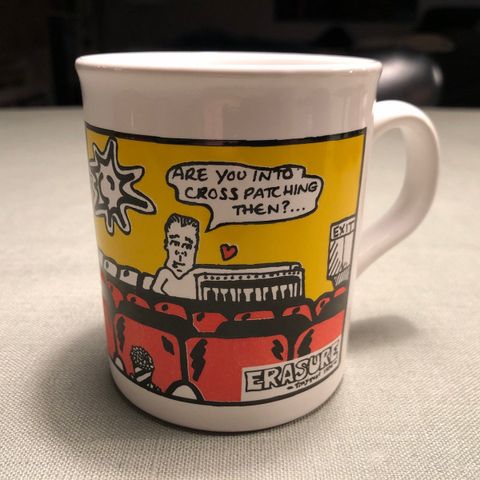 ARE YOU INTO
CROSS PATCHING
THEN?...
EXIT
ERASURE